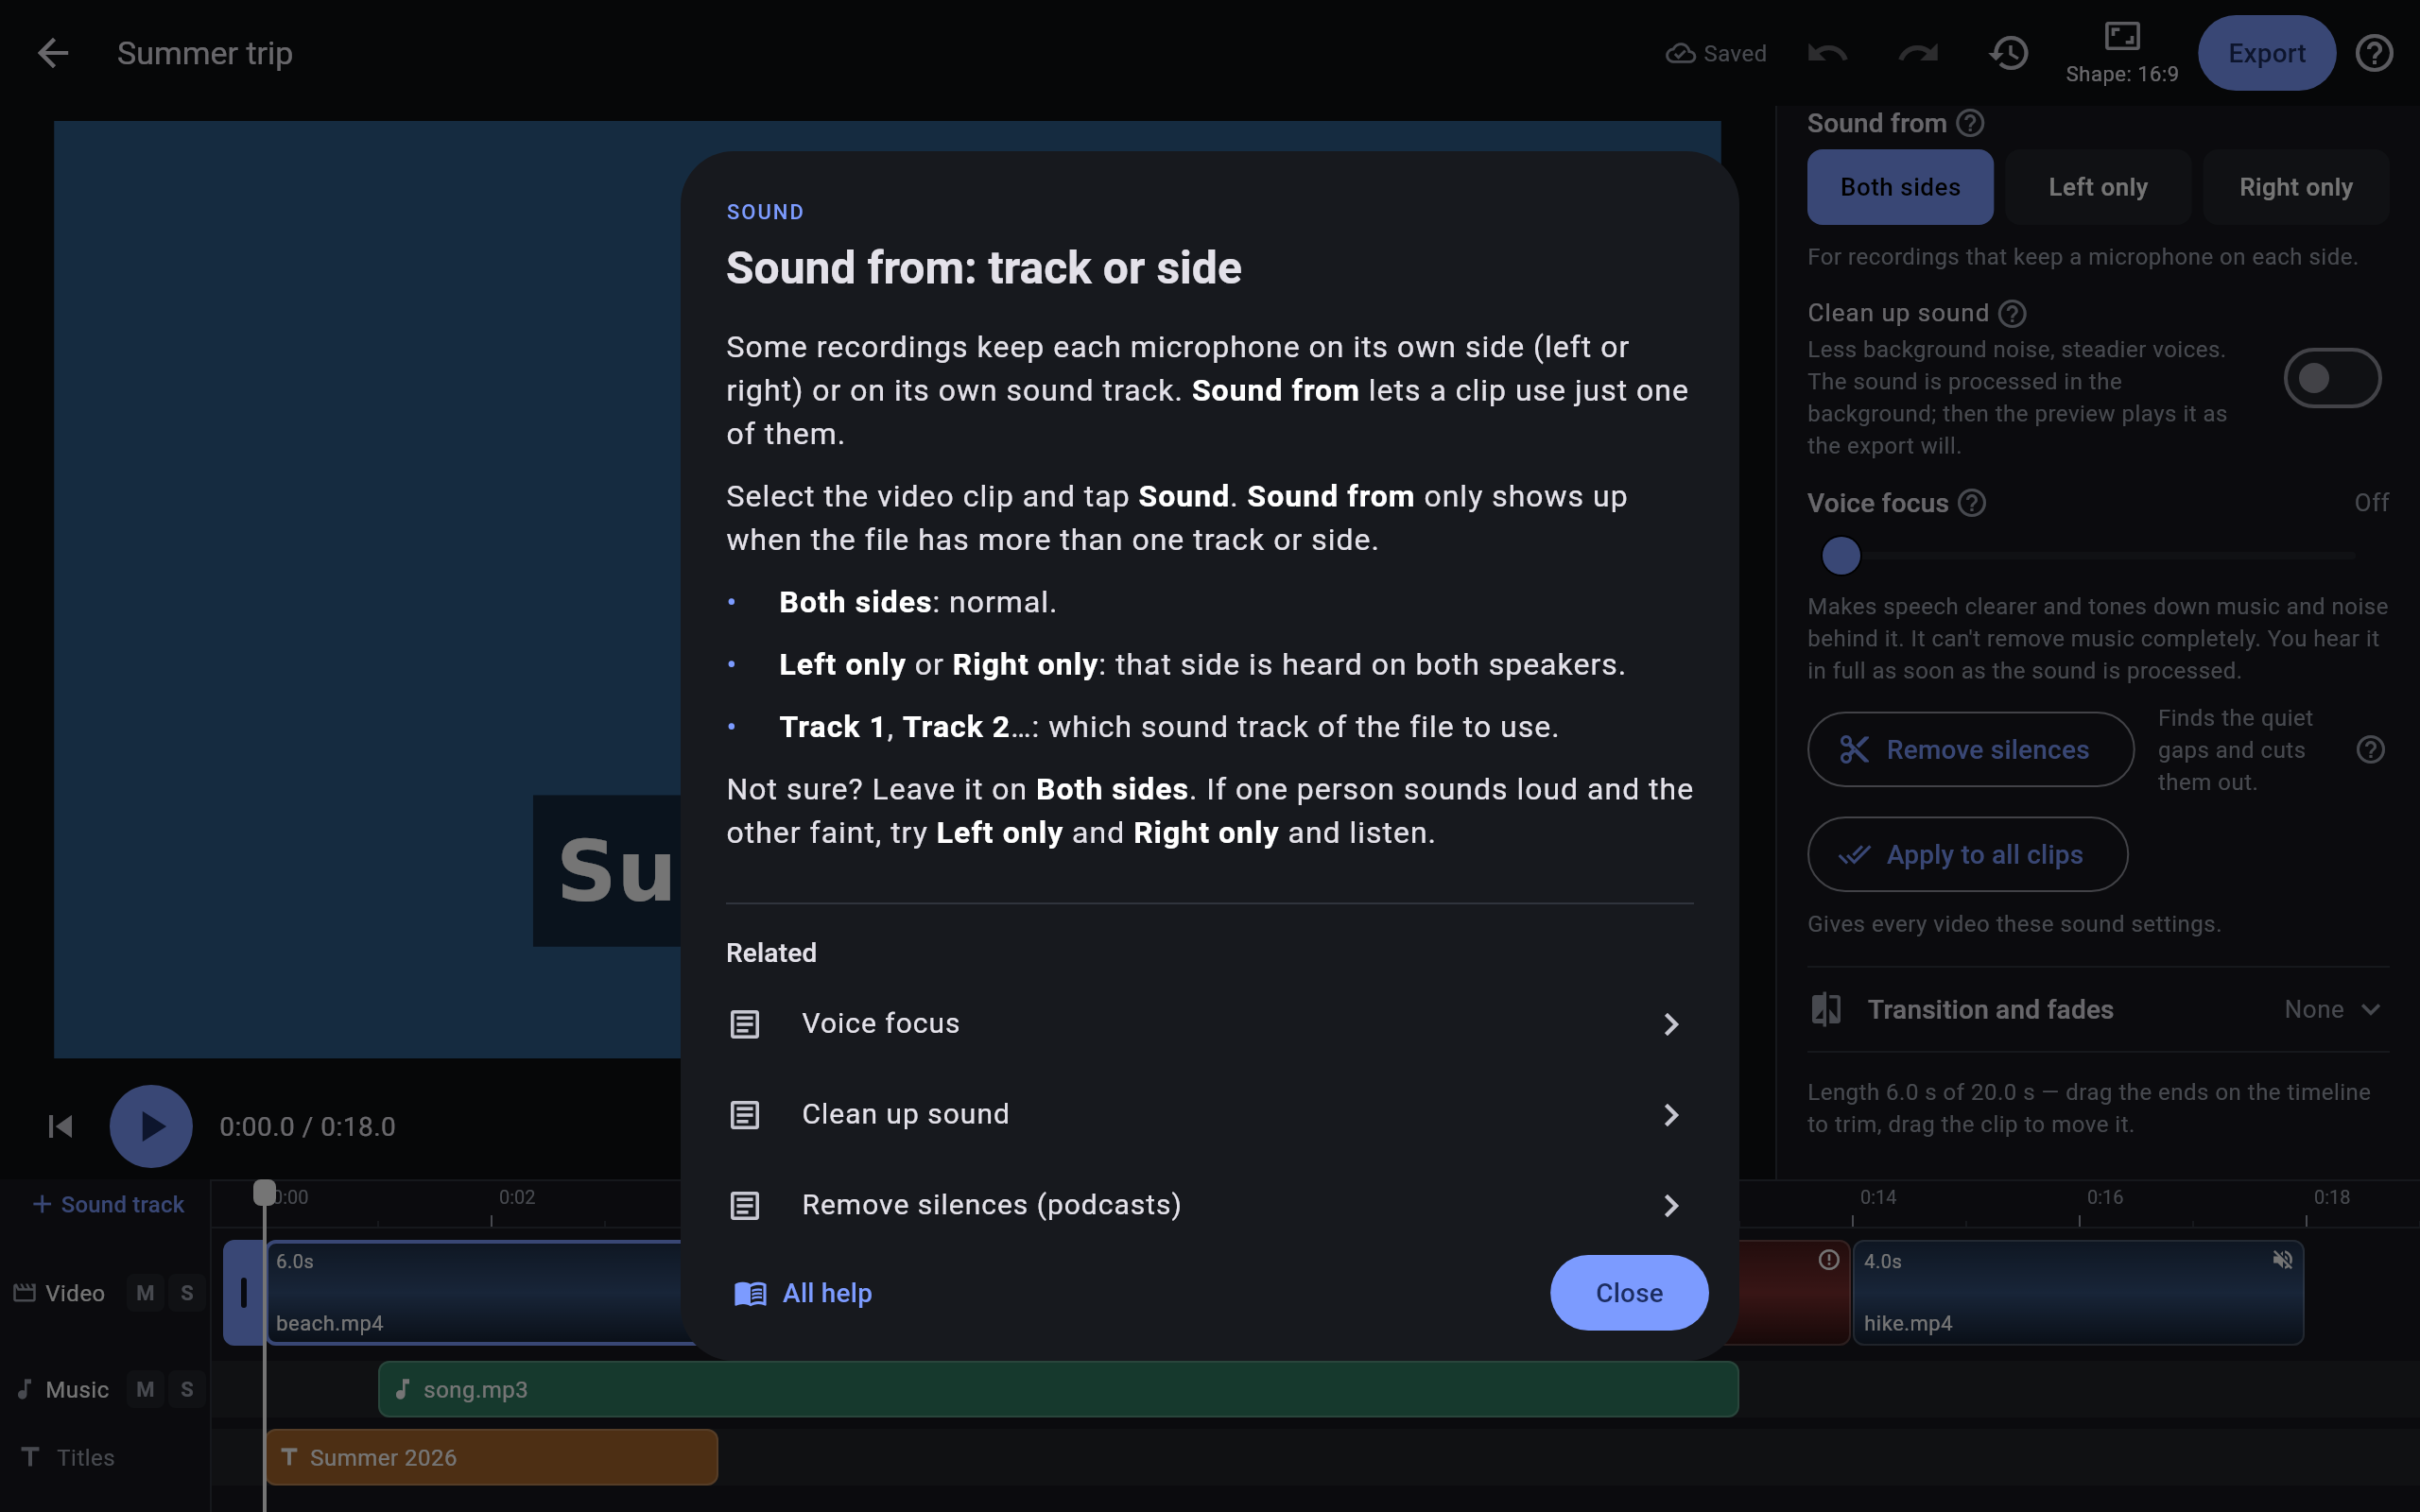 Summer trip
Saved
Shape: 16:9
Export
SOUND
Sound from: track or side
Some recordings keep each microphone on its own side (left or
right) or on its own sound track. Sound from lets a clip use just one
of them.
Select the video clip and tap Sound. Sound from only shows up
when the file has more than one track or side.
• Both sides: normal.
• Left only or Right only: that side is heard on both speakers.
• Track 1, Track 2…: which sound track of the file to use.
Not sure? Leave it on Both sides. If one person sounds loud and the
other faint, try Left only and Right only and listen.
Related
Voice focus
Clean up sound
Remove silences (podcasts)
All help
Close
Su
Sound from
Both sides
Left only
Right only
For recordings that keep a microphone on each side.
Clean up sound
Less background noise, steadier voices.
The sound is processed in the
background; then the preview plays it as
the export will.
Voice focus
Off
Makes speech clearer and tones down music and noise
behind it. It can't remove music completely. You hear it
in full as soon as the sound is processed.
Remove silences
Finds the quiet
gaps and cuts
them out.
Apply to all clips
Gives every video these sound settings.
Transition and fades
None
Length 6.0 s of 20.0 s — drag the ends on the timeline
to trim, drag the clip to move it.
0:00.0 / 0:18.0
Sound track
0:00
0:02
0:14
0:16
0:18
Video
M
S
6.0s
beach.mp4
4.0s
hike.mp4
Music
M
S
song.mp3
Titles
Summer 2026